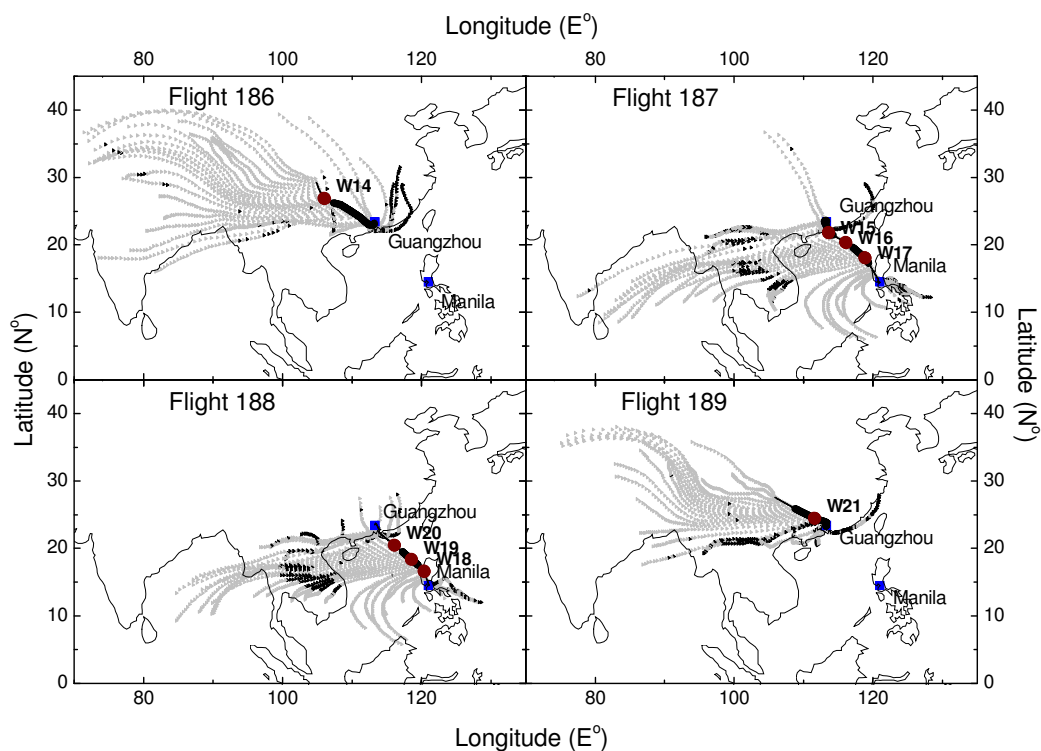 Longitude (E°)
80 100 120 80 100 120
Flight 186 Flight 187
40 40
W14
30 30
Guangzhou
W15
20 Guangzhou W16 20
W17
Manila
10 Manila 10
0 0
Latitude (N°) Latitude (N°)
Flight 188 Flight 189
40 40
30 30
W21
Guangzhou
W20 Guangzhou
20 W19 20
W18
Manila
10 Manila 10
0 0
80 100 120 80 100 120
Longitude (E°)